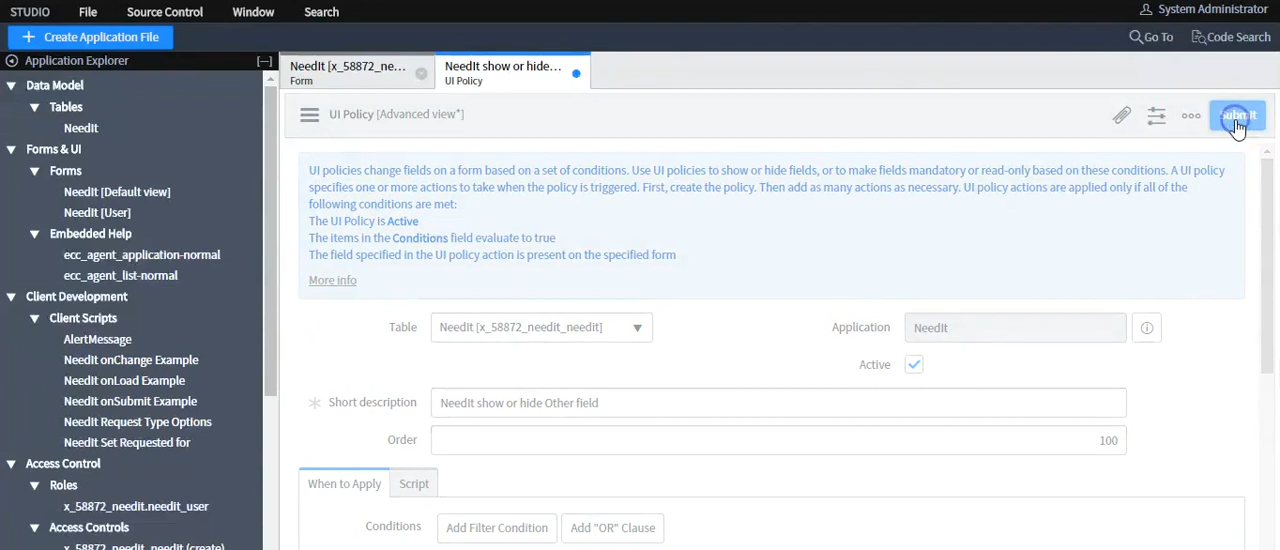 STUDIO File Source Control Window Search System Administrator
+ Create Application File Go To Code Search
Application Explorer [—]
NeedIt [x_58872_ne... NeedIt show or hide...
Form UI Policy
Data Model
Tables
NeedIt
Forms & UI
Forms
NeedIt [Default view]
NeedIt [User]
Embedded Help
ecc_agent_application-normal
ecc_agent_list-normal
Client Development
Client Scripts
AlertMessage
NeedIt onChange Example
NeedIt onLoad Example
NeedIt onSubmit Example
NeedIt Request Type Options
NeedIt Set Requested for
Access Control
Roles
x_58872_needit.needit_user
Access Controls
x_58872_needit_needit (create)
UI Policy [Advanced view*] Submit
UI policies change fields on a form based on a set of conditions. Use UI policies to show or hide fields, or to make fields mandatory or read-only based on these conditions. A UI policy
specifies one or more actions to take when the policy is triggered. First, create the policy. Then add as many actions as necessary. UI policy actions are applied only if all of the
following conditions are met:
The UI Policy is Active
The items in the Conditions field evaluate to true
The field specified in the UI policy action is present on the specified form
More info
Table NeedIt [x_58872_needit_needit] Application NeedIt
Active
Short description NeedIt show or hide Other field
Order 100
When to Apply Script
Conditions Add Filter Condition Add "OR" Clause